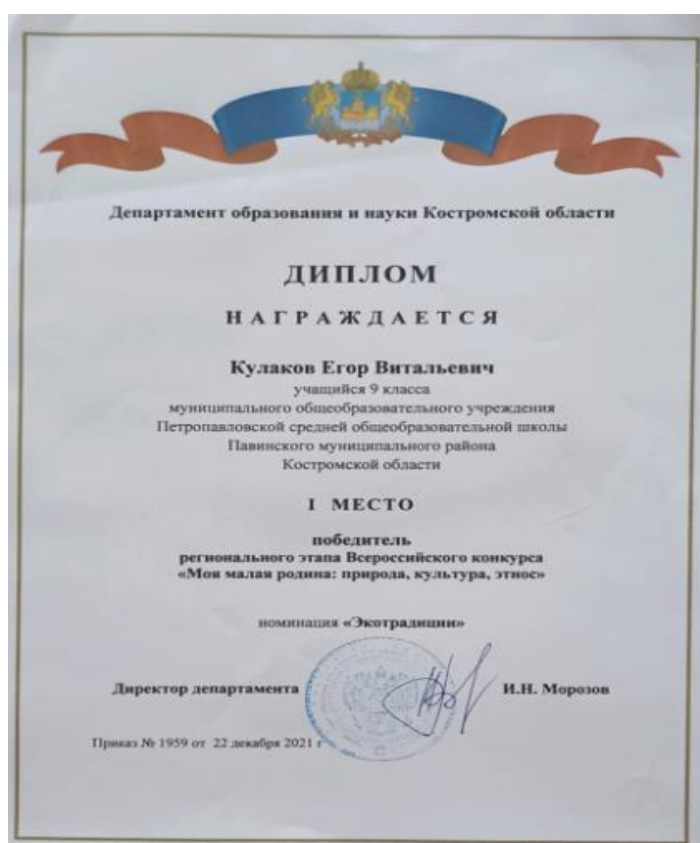 Департамент образования и науки Костромской области
ДИПЛОМ
НАГРАЖДАЕТСЯ
Кулаков Егор Витальевич
учащийся 9 класса
муниципального общеобразовательного учреждения
Петропавловской средней общеобразовательной школы
Павинского муниципального района
Костромской области
I МЕСТО
победитель
регионального этапа Всероссийского конкурса
«Моя малая родина: природа, культура, этнос»
номинация «Экотрадиции»
Директор департамента И.Н. Морозов
Приказ № 1959 от 22 декабря 2021 г